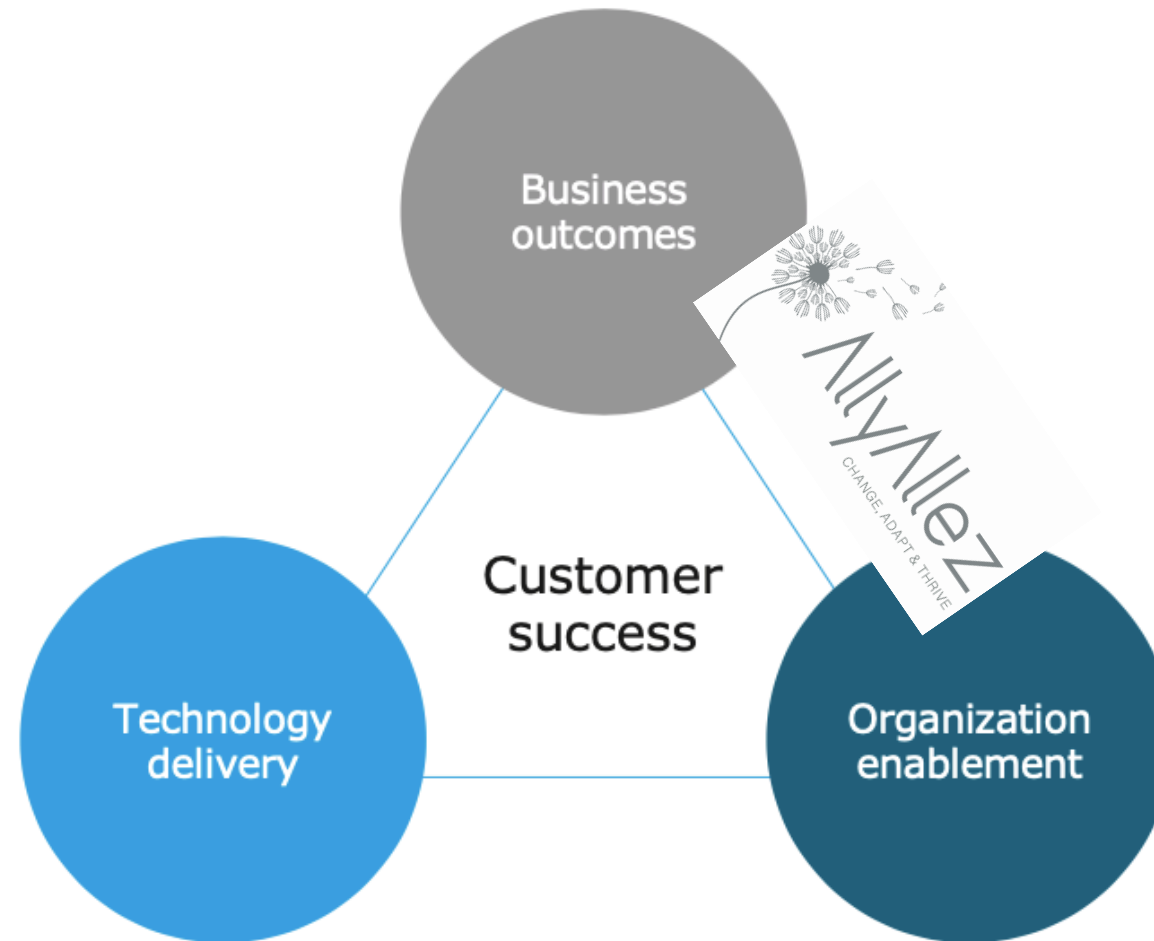 Business
outcomes
AllyAllez
CHANGE, ADAPT & THRIVE
Customer
success
Technology
delivery
Organization
enablement